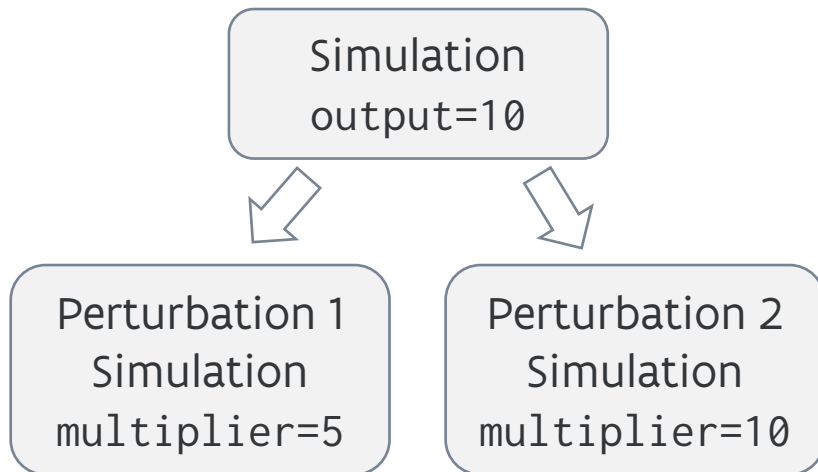 Simulation
output=10
Perturbation 1
Simulation
multiplier=5
Perturbation 2
Simulation
multiplier=10